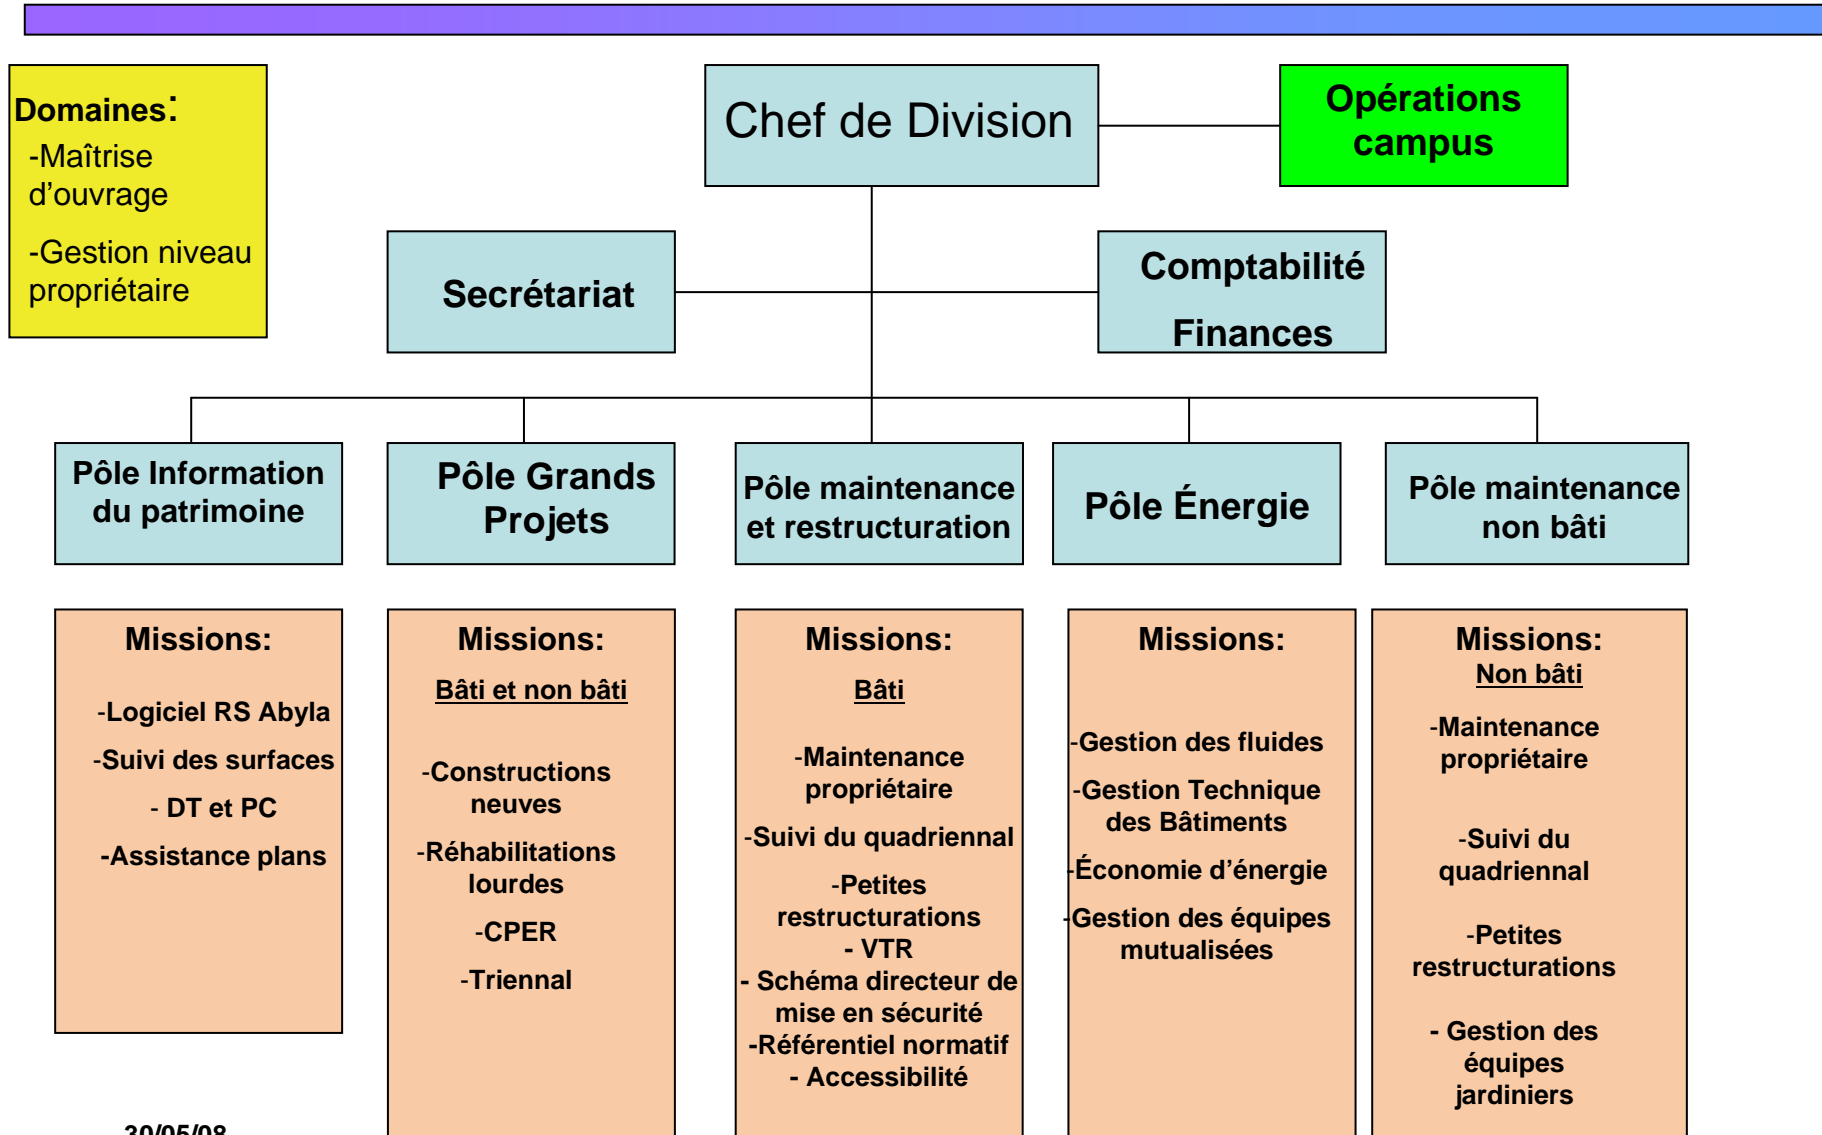 Domaines:
-Maîtrise
d'ouvrage
-Gestion niveau
propriétaire
Chef de Division
Opérations
campus
Secrétariat
Comptabilité
Finances
Pôle Information
du patrimoine
Pôle Grands
Projets
Pôle maintenance
et restructuration
Pôle Énergie
Pôle maintenance
non bâti
Missions:
-Logiciel RS Abyla
-Suivi des surfaces
- DT et PC
-Assistance plans
Missions:
Bâti et non bâti
-Constructions
neuves
-Réhabilitations
lourdes
-CPER
-Triennal
Missions:
Bâti
-Maintenance
propriétaire
-Suivi du quadriennal
-Petites
restructurations
- VTR
- Schéma directeur de
mise en sécurité
-Référentiel normatif
- Accessibilité
Missions:
-Gestion des fluides
-Gestion Technique
des Bâtiments
-Économie d'énergie
-Gestion des équipes
mutualisées
Missions:
Non bâti
-Maintenance
propriétaire
-Suivi du
quadriennal
-Petites
restructurations
- Gestion des
équipes
jardiniers
30/05/08